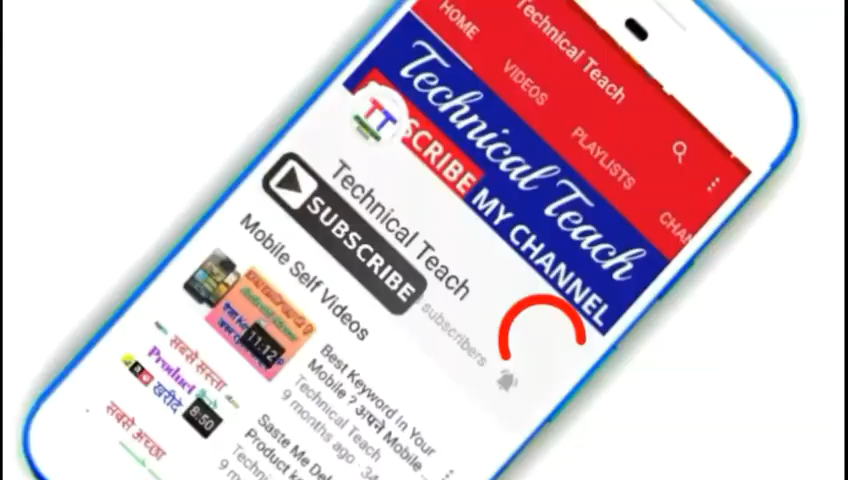 Technical Teach
HOME
VIDEOS
PLAYLISTS
CHAN
Technical Teach
SCRIBE MY CHANNEL
TT
Technical Teach
SUBSCRIBE
subscribers
Mobile Self Videos
11:12
Best Keyword In Your
Mobile ? अपने Mobile...
Technical Teach
9 months ago
सबसे सस्ता
Product
खरीदे
8:50
सबसे अच्छा
Saste Me
Product
9